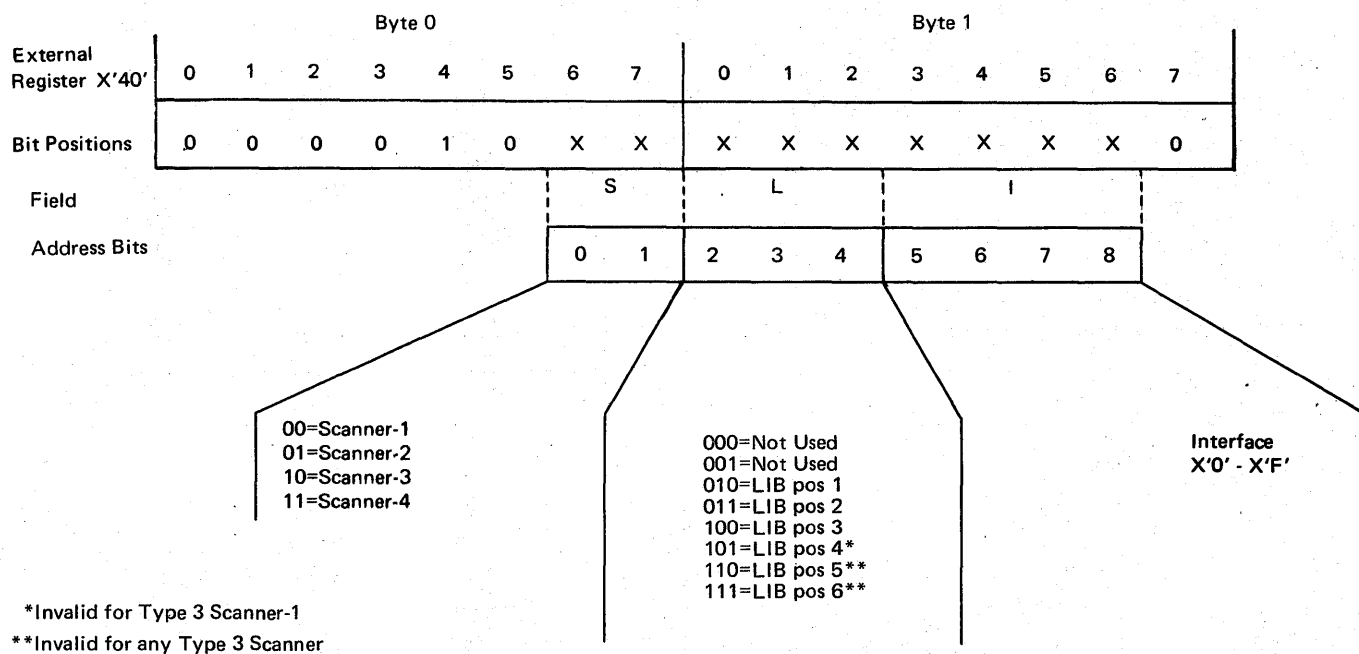 Byte 0 Byte 1
External
Register X'40' 0 1 2 3 4 5 6 7 0 1 2 3 4 5 6 7
Bit Positions 0 0 0 0 1 0 X X X X X X X X X 0
Field S L I
Address Bits 0 1 2 3 4 5 6 7 8
00=Scanner-1
01=Scanner-2
10=Scanner-3
11=Scanner-4
000=Not Used
001=Not Used
010=LIB pos 1
011=LIB pos 2
100=LIB pos 3
101=LIB pos 4*
110=LIB pos 5**
111=LIB pos 6**
Interface
X'0' - X'F'
*Invalid for Type 3 Scanner-1
**Invalid for any Type 3 Scanner